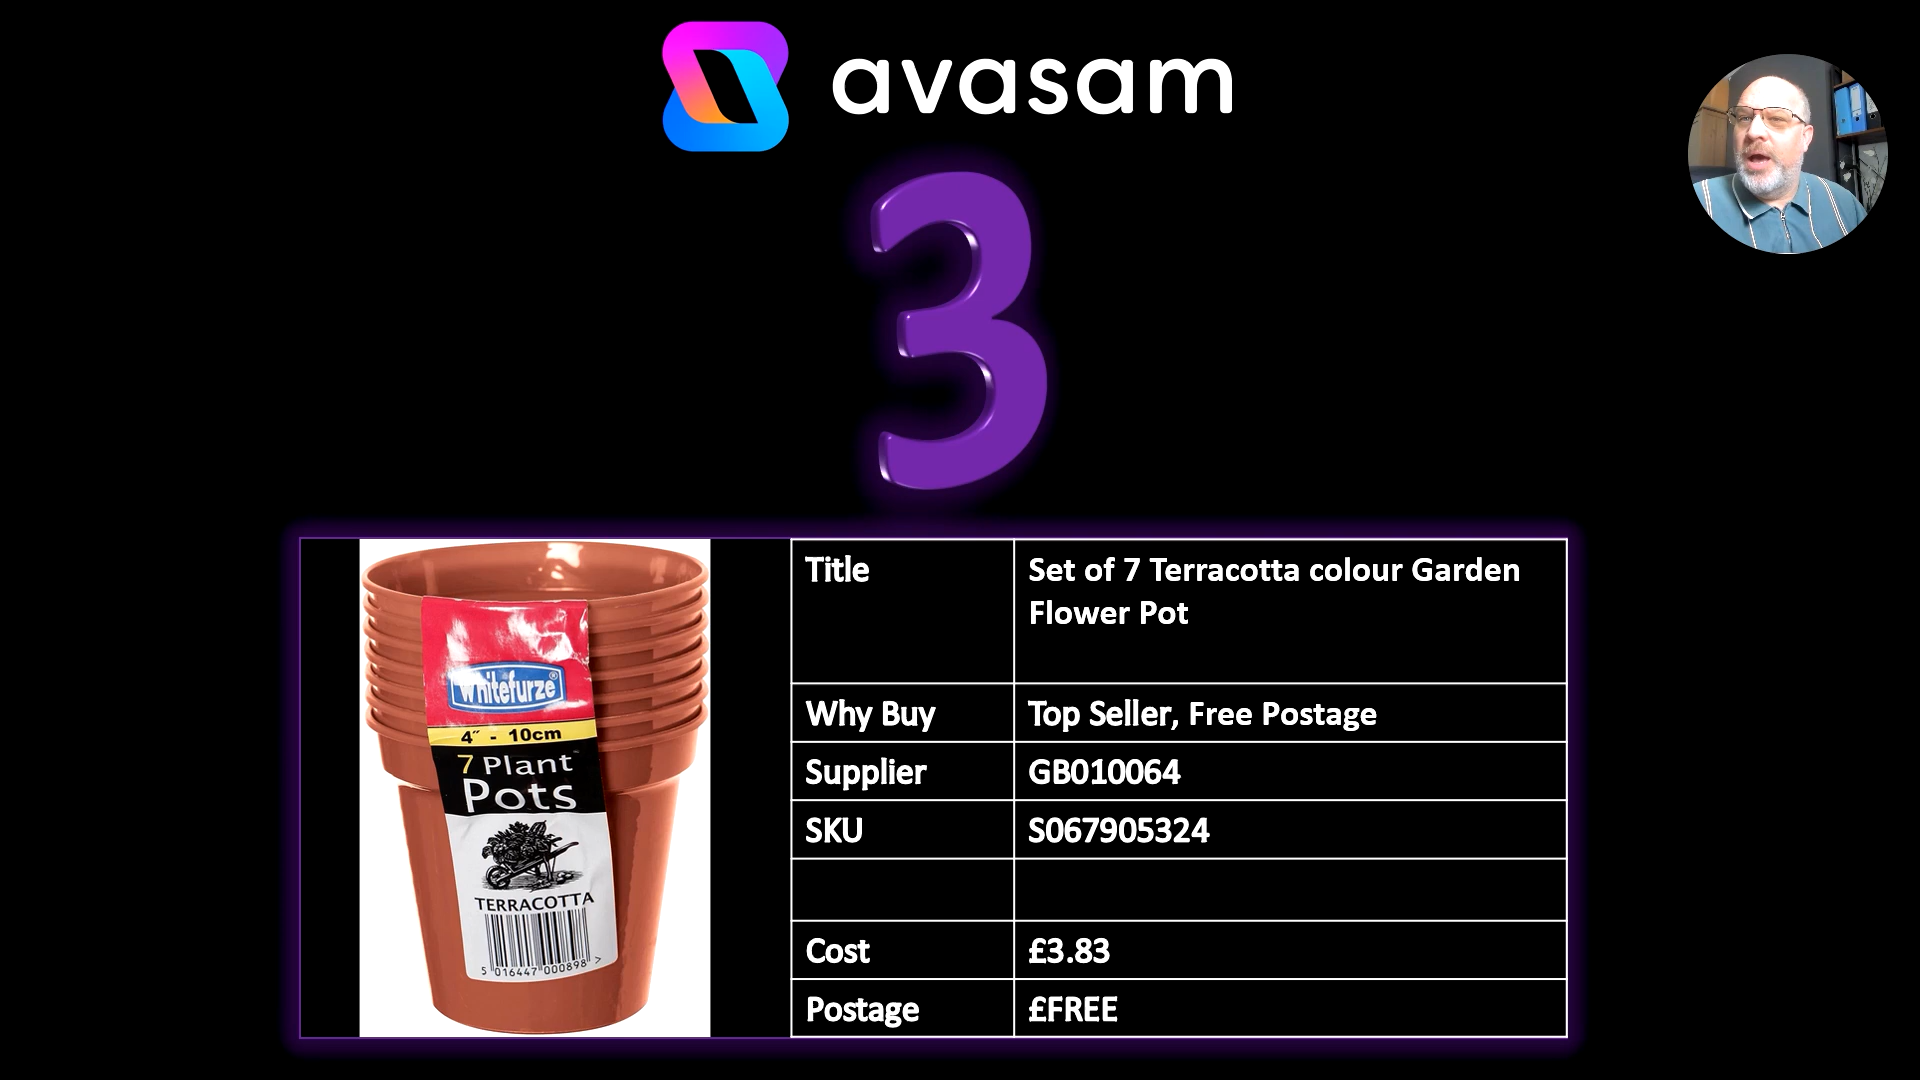 avasam
3
Whitefurze®
4" - 10cm
7 Plant
Pots
TERRACOTTA
5 016447 000898 >
Title
Set of 7 Terracotta colour Garden
Flower Pot
Why Buy
Top Seller, Free Postage
Supplier
GB010064
SKU
S067905324
Cost
£3.83
Postage
£FREE